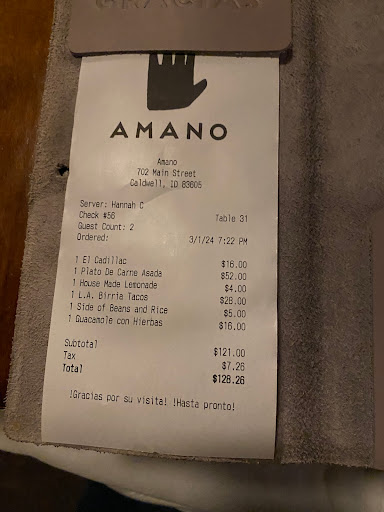 GRACIAS
AMANO
Amano
702 Main Street
Caldwell, ID 83605
Server: Hannah C
Check #56 Table 31
Guest Count: 2
Ordered: 3/1/24 7:22 PM
1 El Cadillac $16.00
1 Plato De Carne Asada $52.00
1 House Made Lemonade $4.00
1 L.A. Birria Tacos $28.00
1 Side of Beans and Rice $5.00
1 Guacamole con Hierbas $16.00
Subtotal $121.00
Tax $7.26
Total $128.26
!Gracias por su visita! !Hasta pronto!